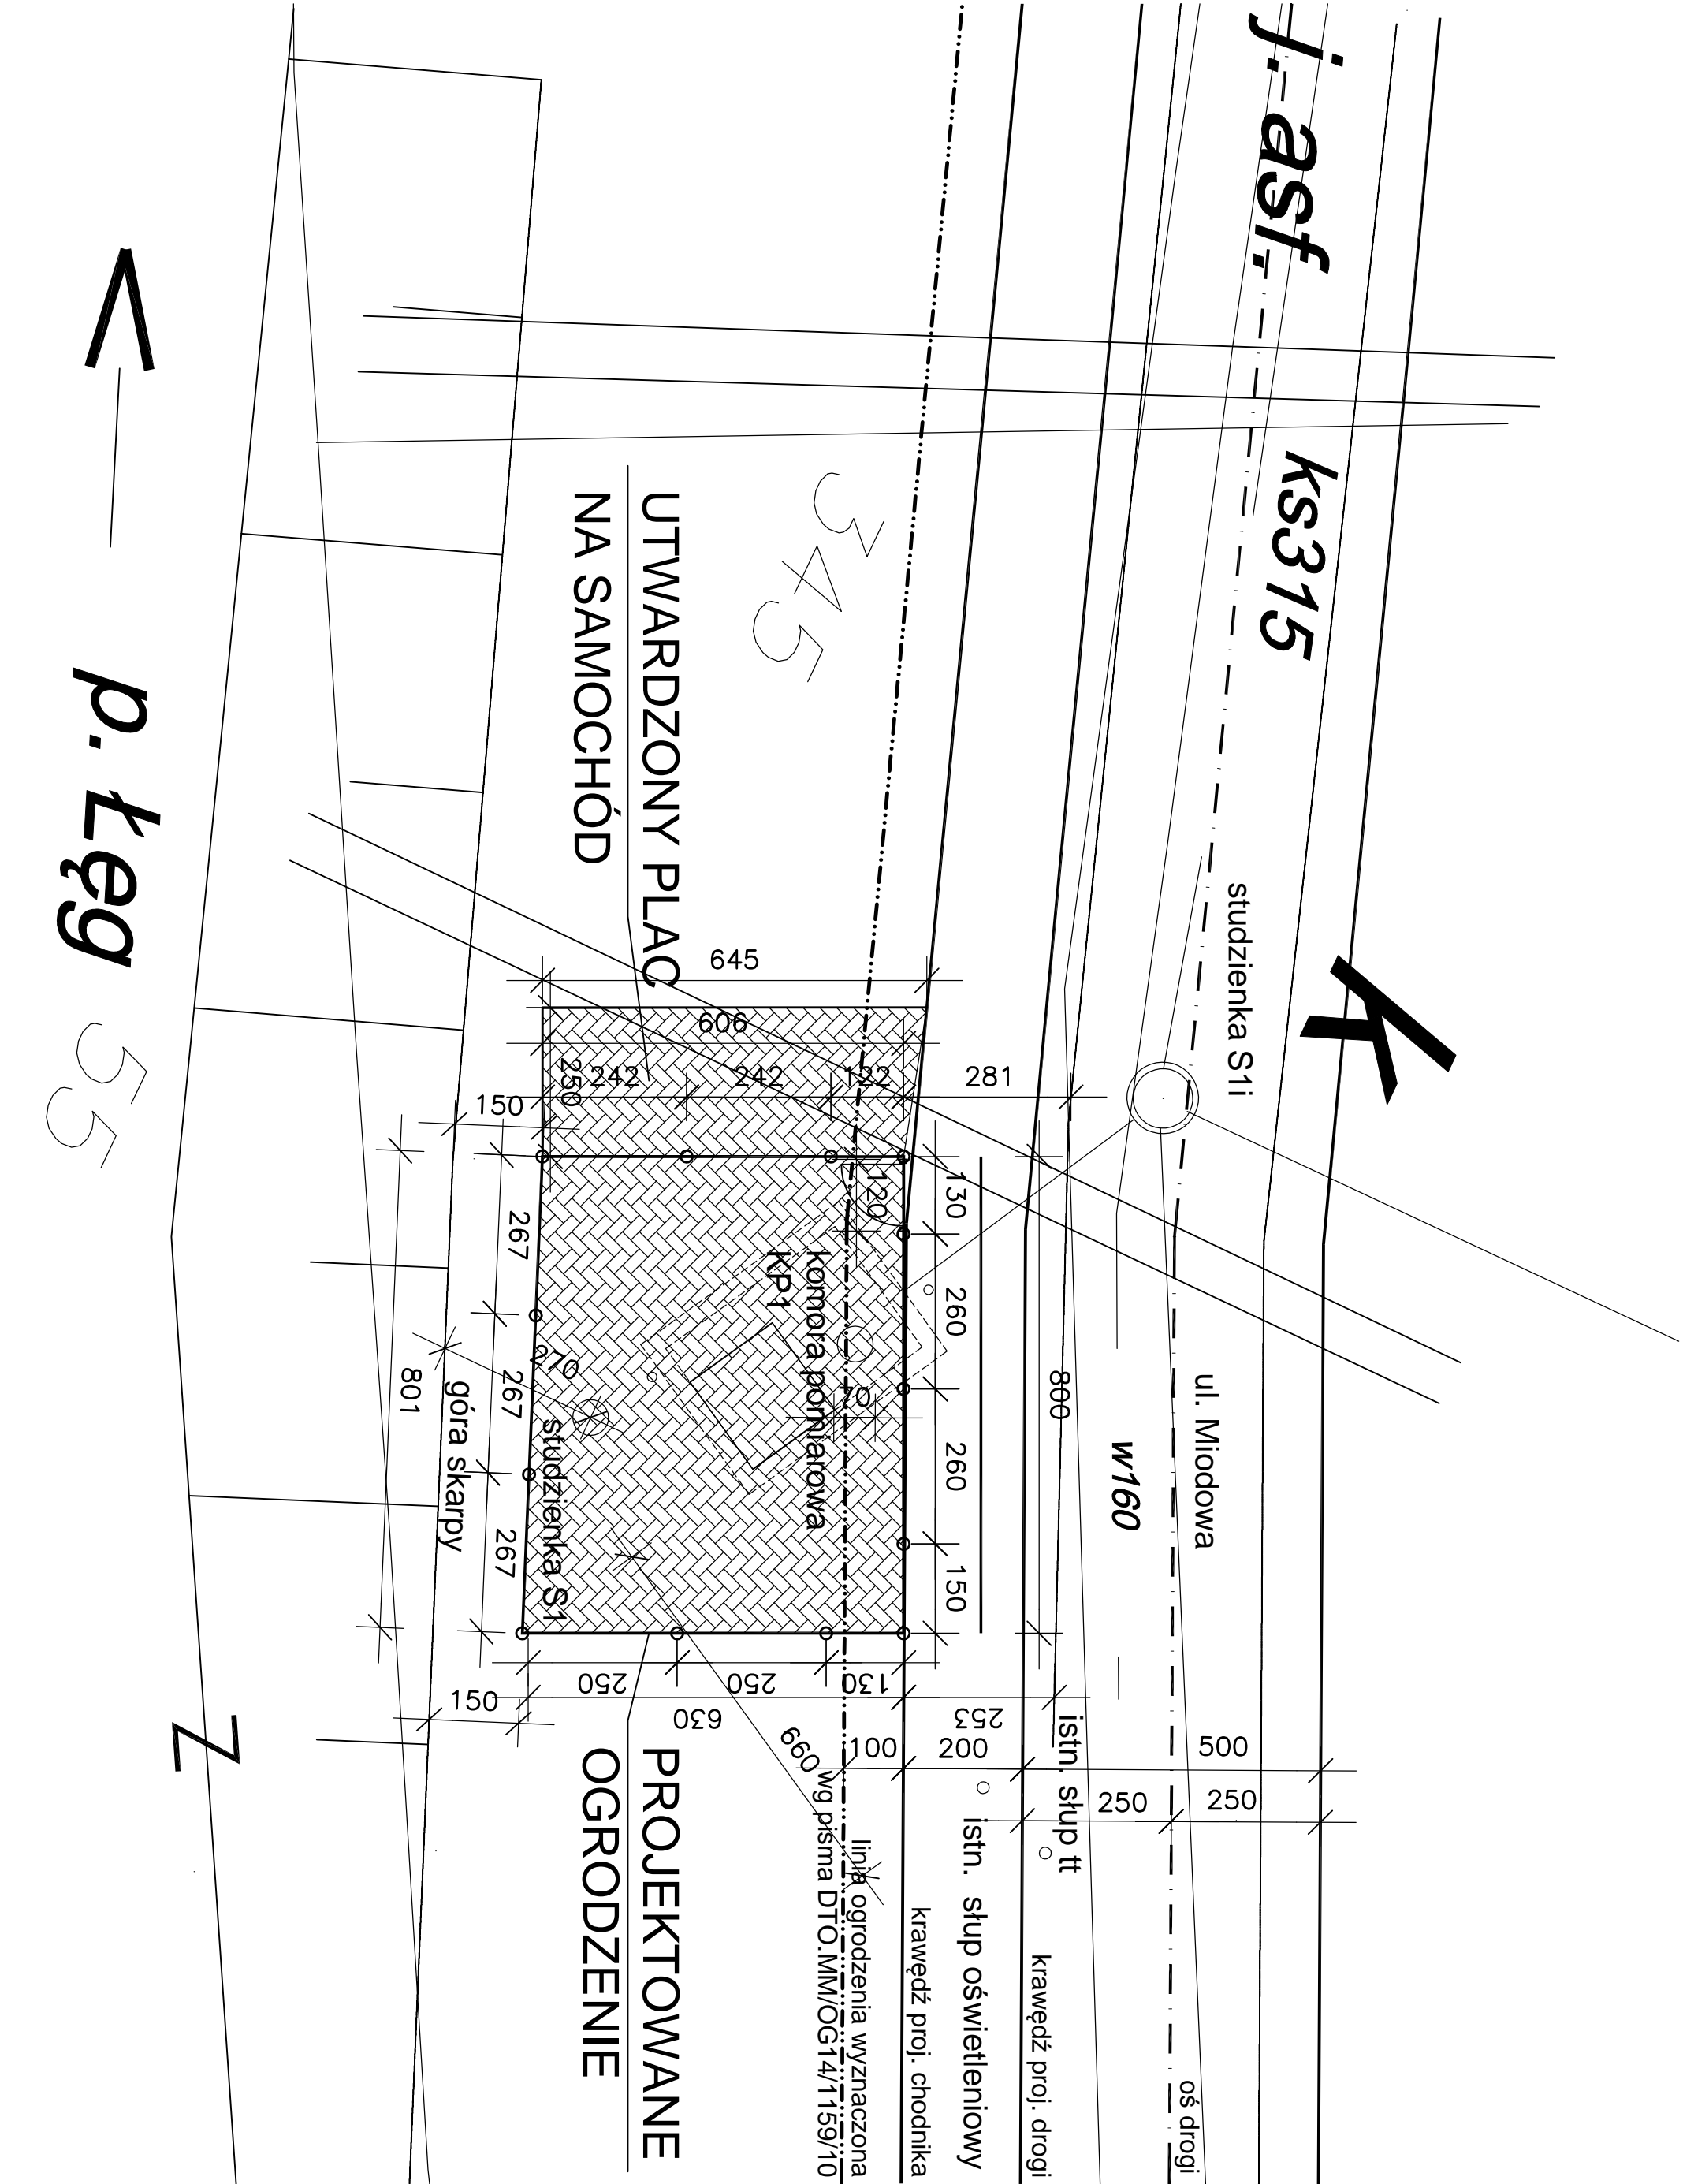 j. asf.
ks315
K
studzienka S1i
ul. Miodowa
w160
345
UTWARDZONY PLAC
NA SAMOCHÓD
p. Łęg
55
645
606
250
242
242
122
281
150
120
130
267
260
Komora pomiarowa
KP1
270
267
70
800
801
góra skarpy
studzienka S1
260
267
150
250
250
130
150
630
253
660
100
200
500
250
250
PROJEKTOWANE
OGRODZENIE
istn. słup tt
istn. słup oświetleniowy
linija ogrodzenia wyznaczona
wg pisma DTO.MM/OG14/1159/10
krawędź proj. chodnika
krawędź proj. drogi
oś drogi
Z